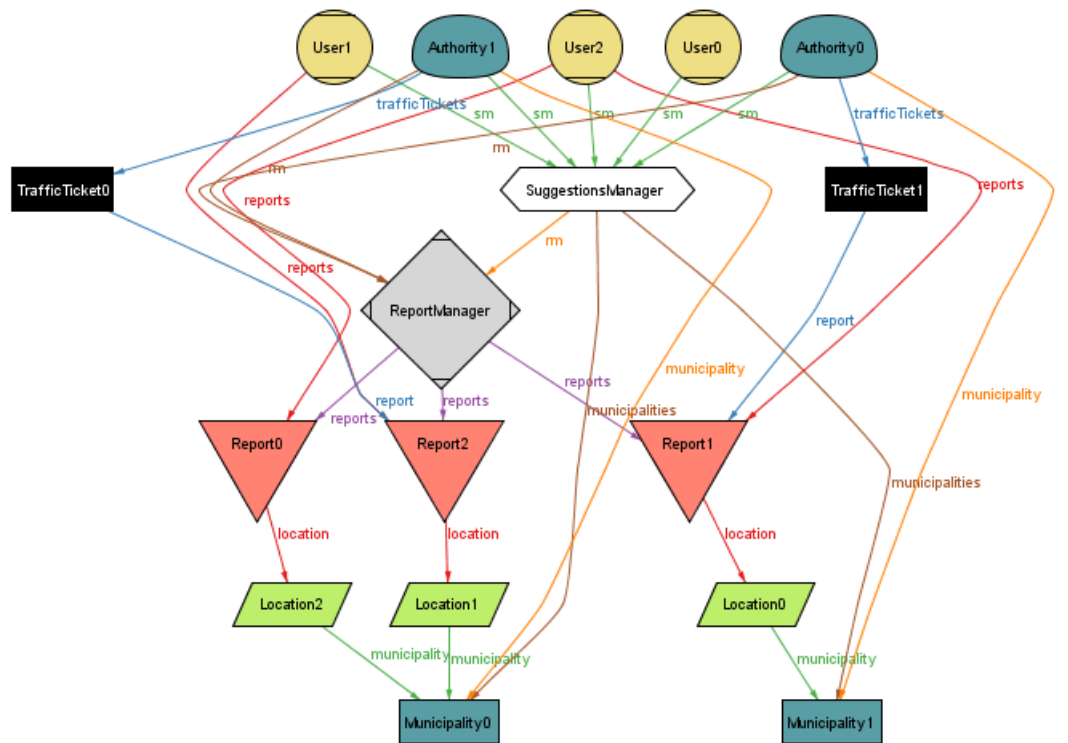 User1
Authority1
User2
User0
Authority0
trafficTickets
sm
sm
sm
sm
sm
trafficTickets
rm
rm
TrafficTicket0
reports
SuggestionsManager
TrafficTicket1
reports
rm
reports
ReportManager
report
municipality
reports
municipality
report
reports
reports
municipalities
Report0
Report2
Report1
municipalities
location
location
location
Location2
Location1
Location0
municipality
municipality
municipality
Municipality0
Municipality1